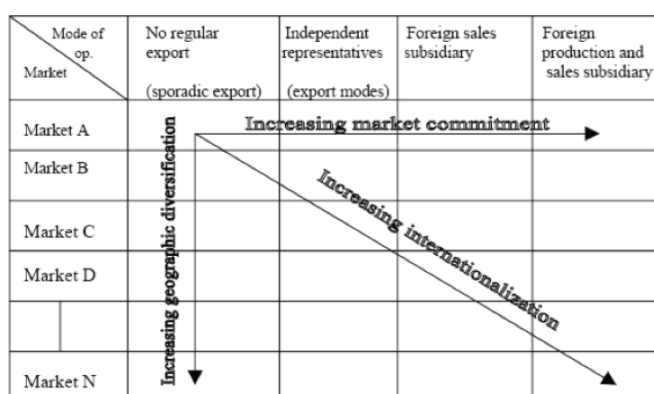 Mode of
op.
Market
No regular
export
(sporadic export)
Independent
representatives
(export modes)
Foreign sales
subsidiary
Foreign
production and
sales subsidiary
Market A
Increasing market commitment
Market B
Increasing geographic diversification
Increasing internationalization
Market C
Market D
Market N